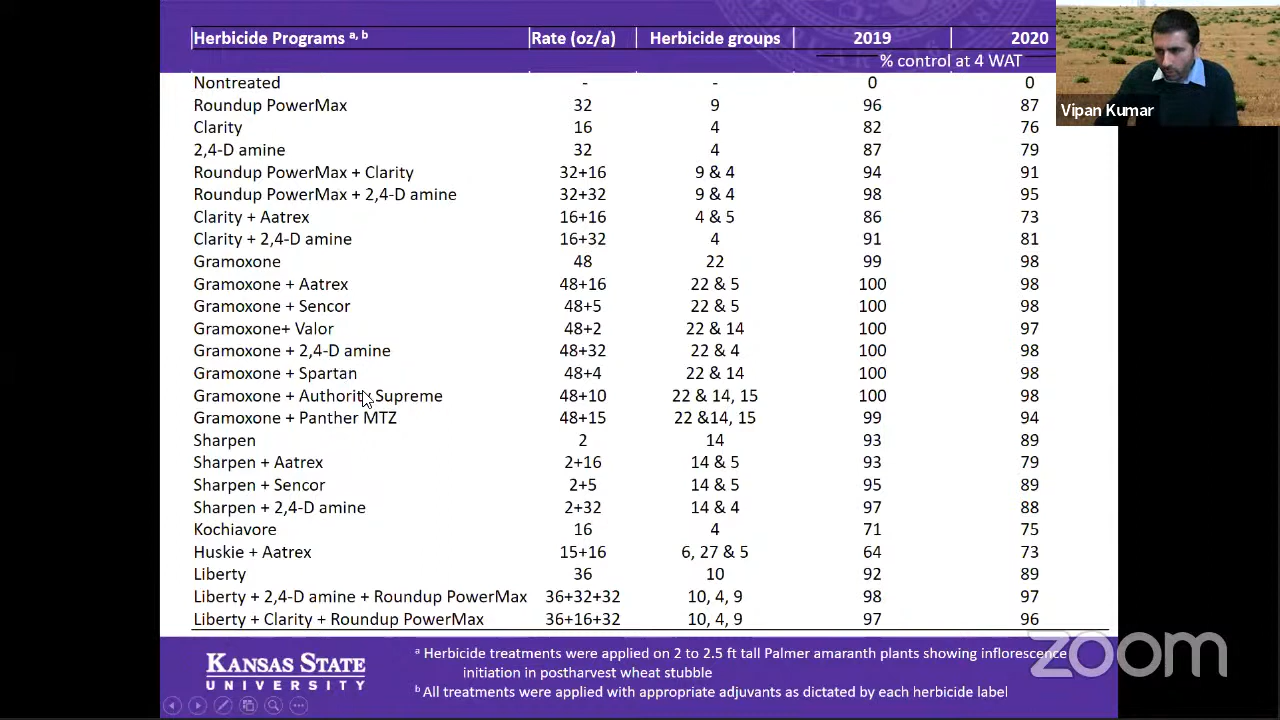 Herbicide Programs a, b Rate (oz/a) Herbicide groups 2019 2020
% control at 4 WAT
Nontreated - - 0 0
Roundup PowerMax 32 9 96 87
Clarity 16 4 82 76
2,4-D amine 32 4 87 79
Roundup PowerMax + Clarity 32+16 9 & 4 94 91
Roundup PowerMax + 2,4-D amine 32+32 9 & 4 98 95
Clarity + Aatrex 16+16 4 & 5 86 73
Clarity + 2,4-D amine 16+32 4 91 81
Gramoxone 48 22 99 98
Gramoxone + Aatrex 48+16 22 & 5 100 98
Gramoxone + Sencor 48+5 22 & 5 100 98
Gramoxone+ Valor 48+2 22 & 14 100 97
Gramoxone + 2,4-D amine 48+32 22 & 4 100 98
Gramoxone + Spartan 48+4 22 & 14 100 98
Gramoxone + Authority Supreme 48+10 22 & 14, 15 100 98
Gramoxone + Panther MTZ 48+15 22 &14, 15 99 94
Sharpen 2 14 93 89
Sharpen + Aatrex 2+16 14 & 5 93 79
Sharpen + Sencor 2+5 14 & 5 95 89
Sharpen + 2,4-D amine 2+32 14 & 4 97 88
Kochiavore 16 4 71 75
Huskie + Aatrex 15+16 6, 27 & 5 64 73
Liberty 36 10 92 89
Liberty + 2,4-D amine + Roundup PowerMax 36+32+32 10, 4, 9 98 97
Liberty + Clarity + Roundup PowerMax 36+16+32 10, 4, 9 97 96
Vipan Kumar
KANSAS STATE
UNIVERSITY
a Herbicide treatments were applied on 2 to 2.5 ft tall Palmer amaranth plants showing inflorescence
initiation in postharvest wheat stubble
b All treatments were applied with appropriate adjuvants as dictated by each herbicide label
zoom